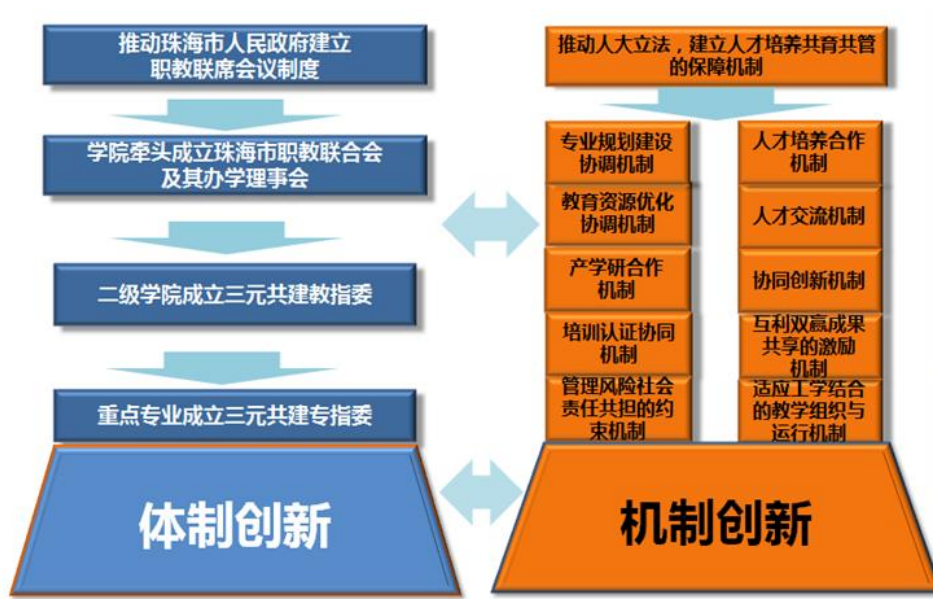 推动珠海市人民政府建立
职教联席会议制度
学院牵头成立珠海市职教联合会
及其办学理事会
二级学院成立三元共建教指委
重点专业成立三元共建专指委
体制创新
推动人大立法，建立人才培养共育共管
的保障机制
专业规划建设
协调机制
教育资源优化
协调机制
产学研合作
机制
培训认证协同
机制
管理风险社会
责任共担的约
束机制
人才培养合作
机制
人才交流机制
协同创新机制
互利双赢成果
共享的激励
机制
适应工学结合
的教学组织与
运行机制
机制创新